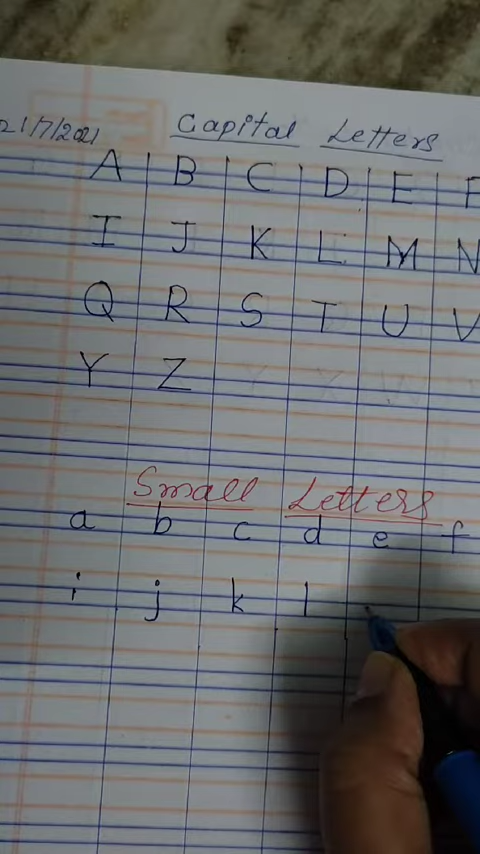 21/7/2021 Capital Letters
A B C D E F
I J K L M N
Q R S T U V
Y Z
Small Letters
a b c d e f
i j k l